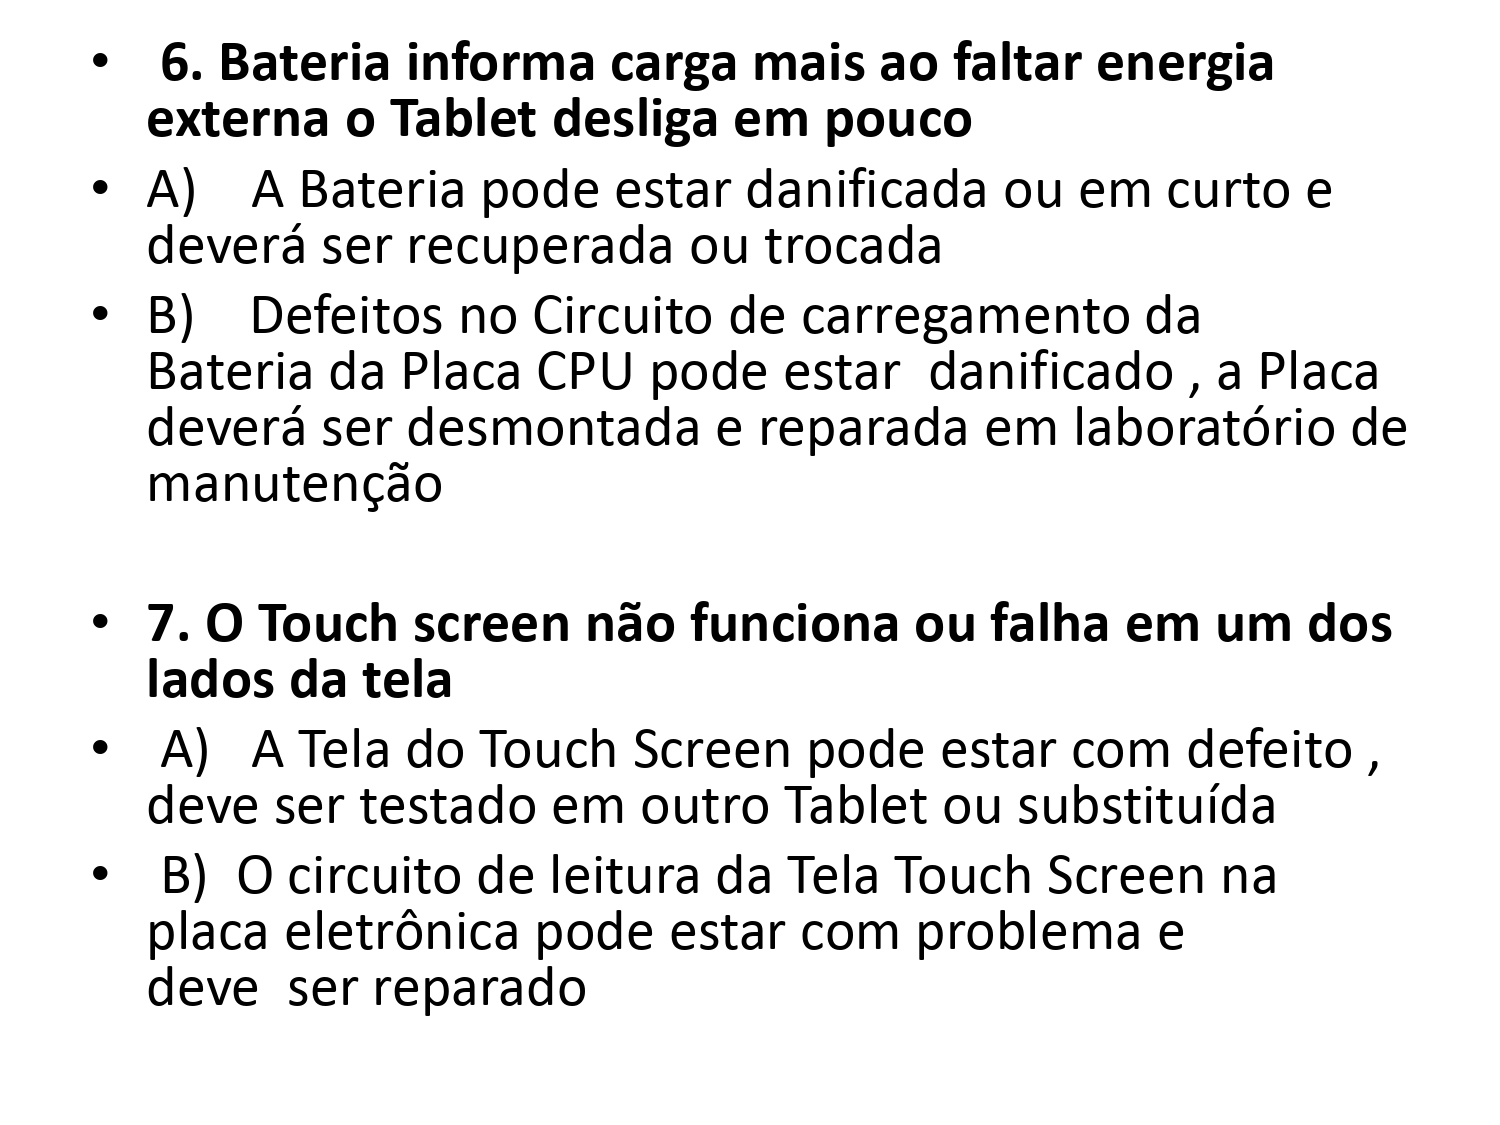 • 6. Bateria informa carga mais ao faltar energia
externa o Tablet desliga em pouco
• A) A Bateria pode estar danificada ou em curto e
deverá ser recuperada ou trocada
• B) Defeitos no Circuito de carregamento da
Bateria da Placa CPU pode estar danificado , a Placa
deverá ser desmontada e reparada em laboratório de
manutenção
• 7. O Touch screen não funciona ou falha em um dos
lados da tela
• A) A Tela do Touch Screen pode estar com defeito ,
deve ser testado em outro Tablet ou substituída
• B) O circuito de leitura da Tela Touch Screen na
placa eletrônica pode estar com problema e
deve ser reparado